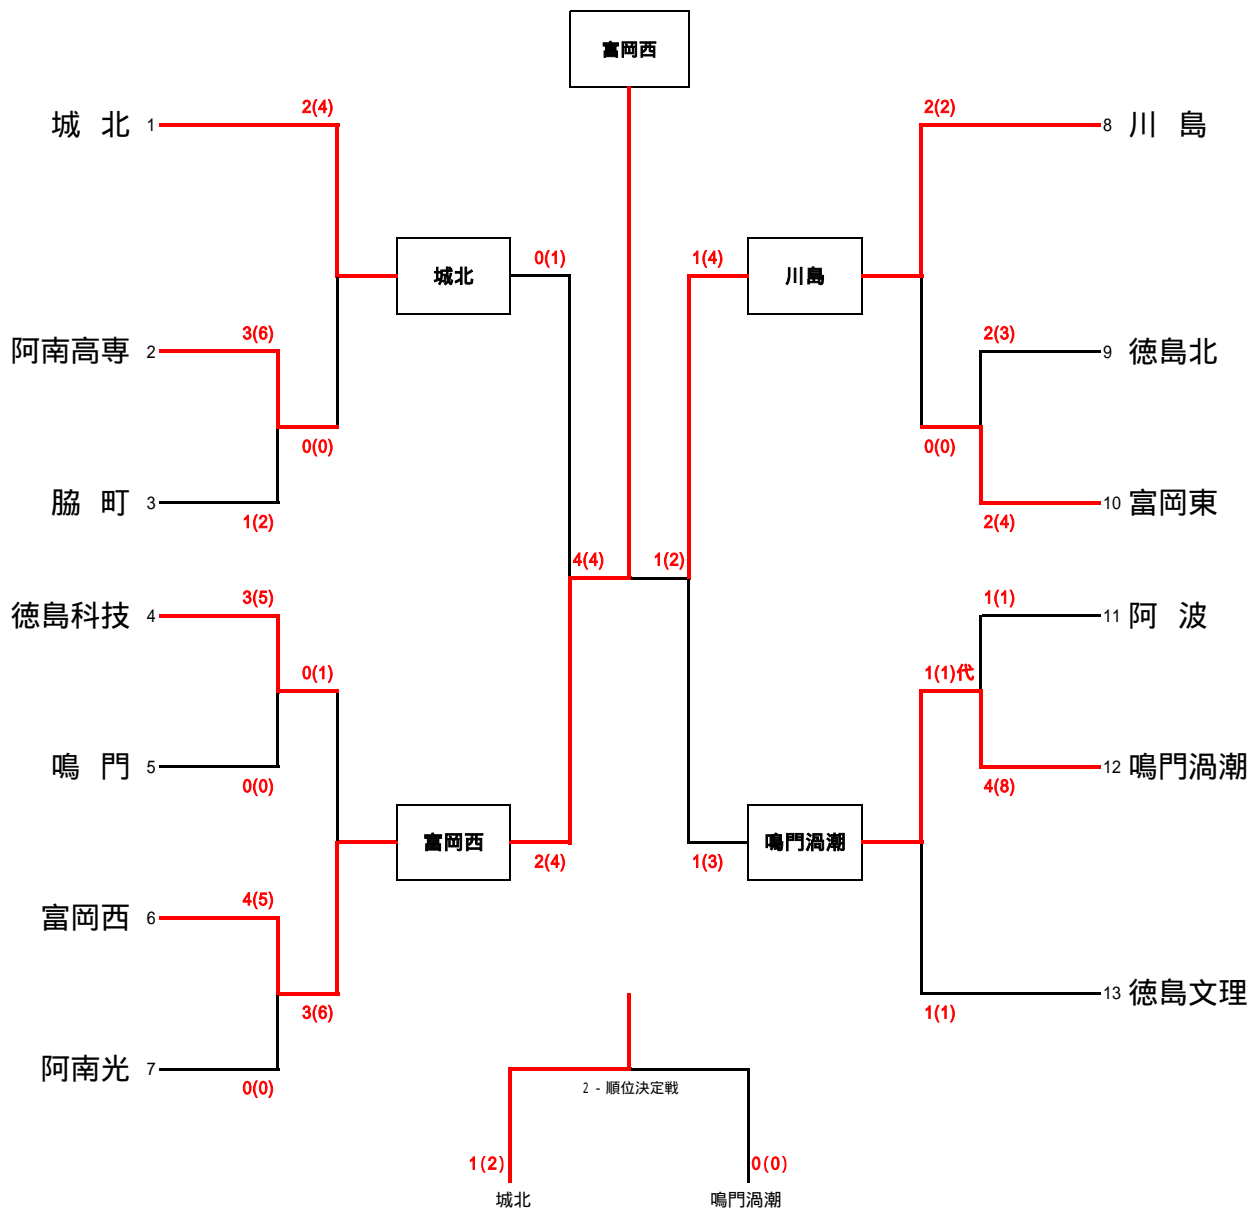 富岡西
2(4)
2(2)
城 北 1
8 川 島
城北
0(1)
1(4)
川島
3(6)
2(3)
阿南高専 2
9 徳島北
0(0)
0(0)
脇 町 3
10 富岡東
1(2)
2(4)
4(4)
1(2)
3(5)
1(1)
徳島科技 4
11 阿 波
0(1)
1(1)代
鳴 門 5
12 鳴門渦潮
0(0)
4(8)
富岡西
2(4)
1(3)
鳴門渦潮
4(5)
富岡西 6
3(6)
13 徳島文理
1(1)
阿南光 7
0(0)
2 - 順位決定戦
1(2)
0(0)
城北
鳴門渦潮